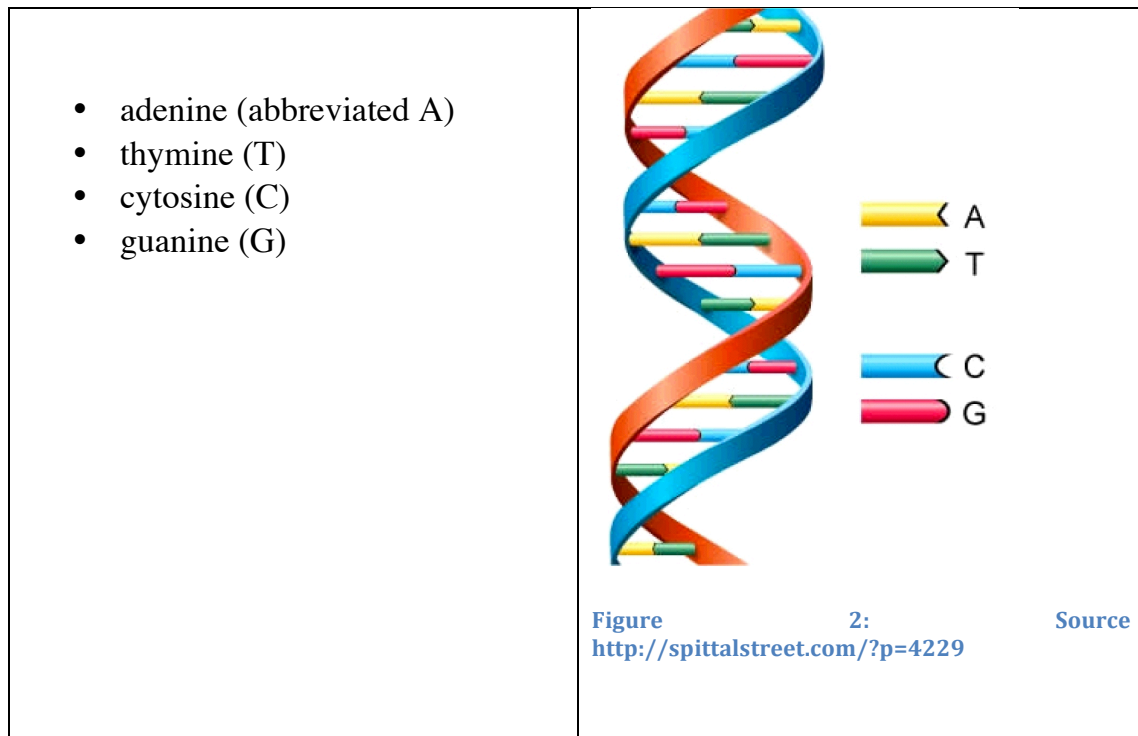 • adenine (abbreviated A)
• thymine (T)
• cytosine (C)
• guanine (G)
A
T
C
G
Figure 2: Source
http://spittalstreet.com/?p=4229